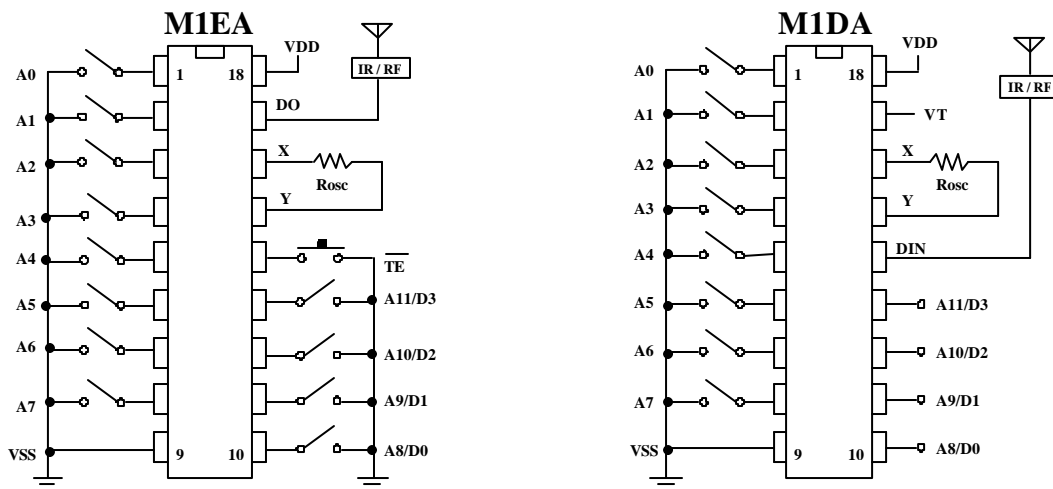 M1EA
A0
1
18
VDD
IR / RF
A1
DO
A2
X
Rosc
A3
Y
A4
TE
A5
A11/D3
A6
A10/D2
A7
A9/D1
VSS
9
10
A8/D0
M1DA
A0
1
18
VDD
IR / RF
A1
VT
A2
X
Rosc
A3
Y
A4
DIN
A5
A11/D3
A6
A10/D2
A7
A9/D1
VSS
9
10
A8/D0